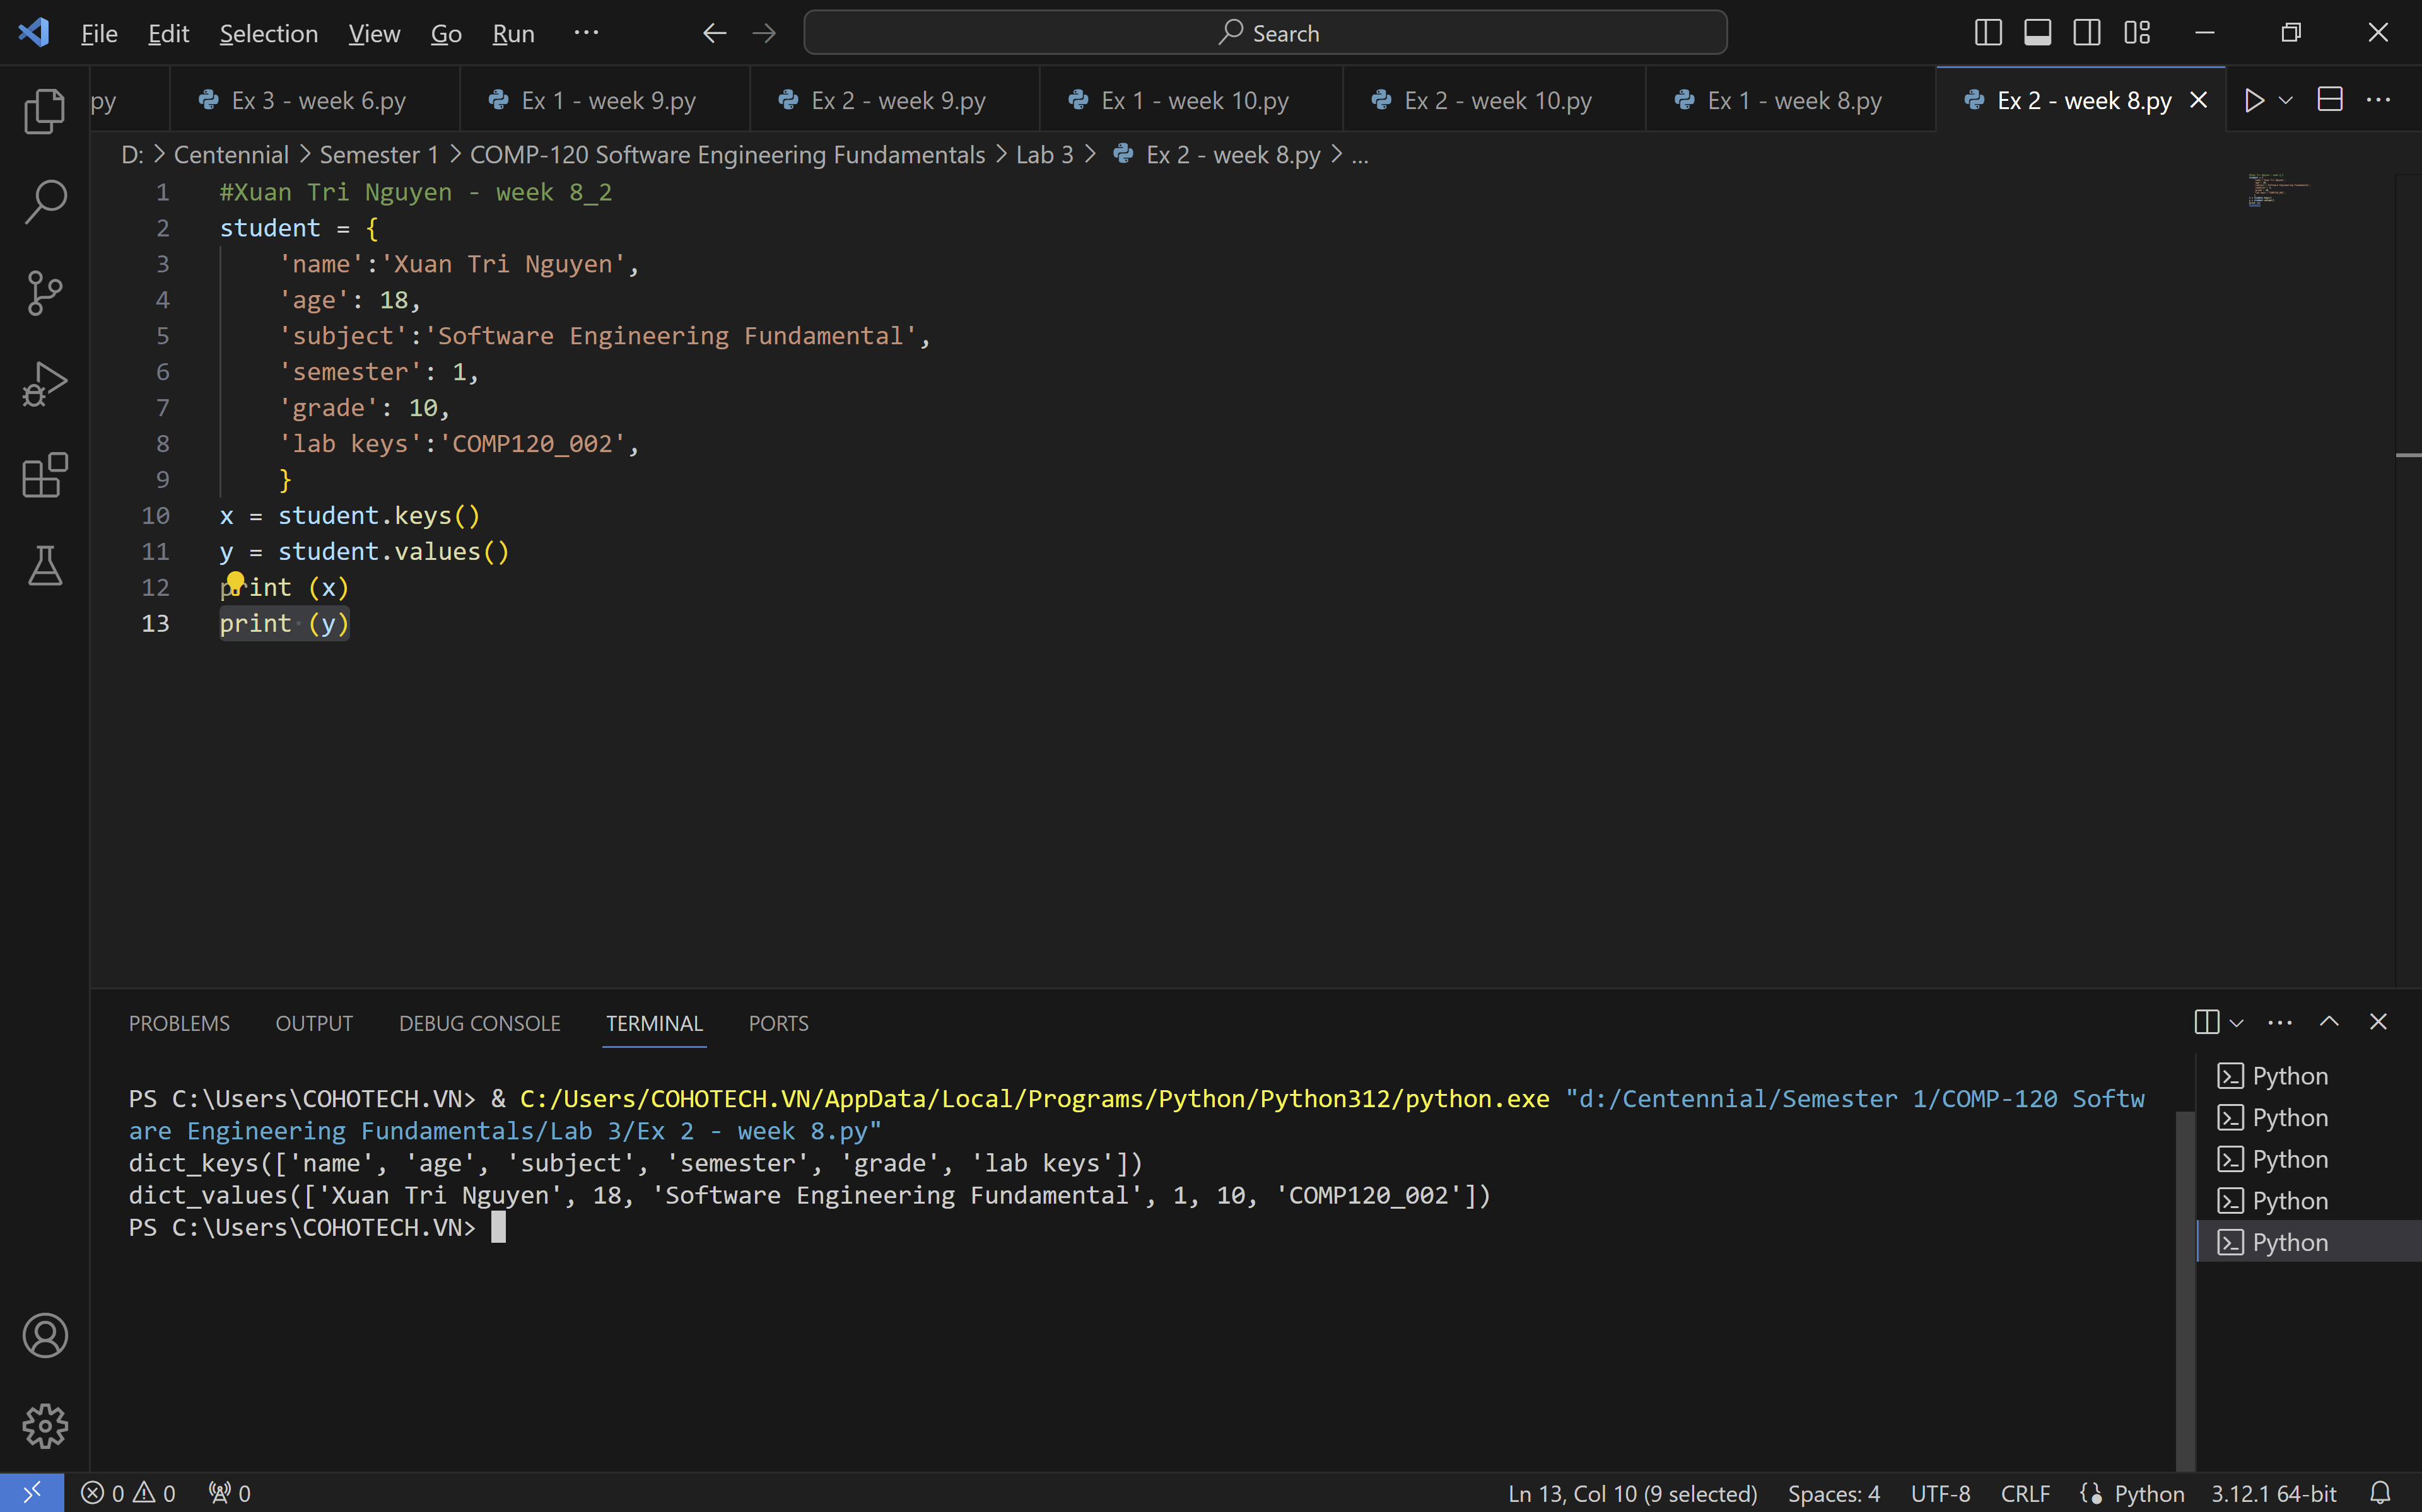 File Edit Selection View Go Run ··· Search
py Ex 3 - week 6.py Ex 1 - week 9.py Ex 2 - week 9.py Ex 1 - week 10.py Ex 2 - week 10.py Ex 1 - week 8.py Ex 2 - week 8.py
D: > Centennial > Semester 1 > COMP-120 Software Engineering Fundamentals > Lab 3 > Ex 2 - week 8.py > ...
1 #Xuan Tri Nguyen - week 8_2
2 student = {
3 'name':'Xuan Tri Nguyen',
4 'age': 18,
5 'subject':'Software Engineering Fundamental',
6 'semester': 1,
7 'grade': 10,
8 'lab keys':'COMP120_002',
9 }
10 x = student.keys()
11 y = student.values()
12 print (x)
13 print (y)
PROBLEMS OUTPUT DEBUG CONSOLE TERMINAL PORTS
PS C:\Users\COHOTECH.VN> & C:/Users/COHOTECH.VN/AppData/Local/Programs/Python/Python312/python.exe "d:/Centennial/Semester 1/COMP-120 Softw
are Engineering Fundamentals/Lab 3/Ex 2 - week 8.py"
dict_keys(['name', 'age', 'subject', 'semester', 'grade', 'lab keys'])
dict_values(['Xuan Tri Nguyen', 18, 'Software Engineering Fundamental', 1, 10, 'COMP120_002'])
PS C:\Users\COHOTECH.VN>
Python
Python
Python
Python
Python
0 0 0 Ln 13, Col 10 (9 selected) Spaces: 4 UTF-8 CRLF Python 3.12.1 64-bit